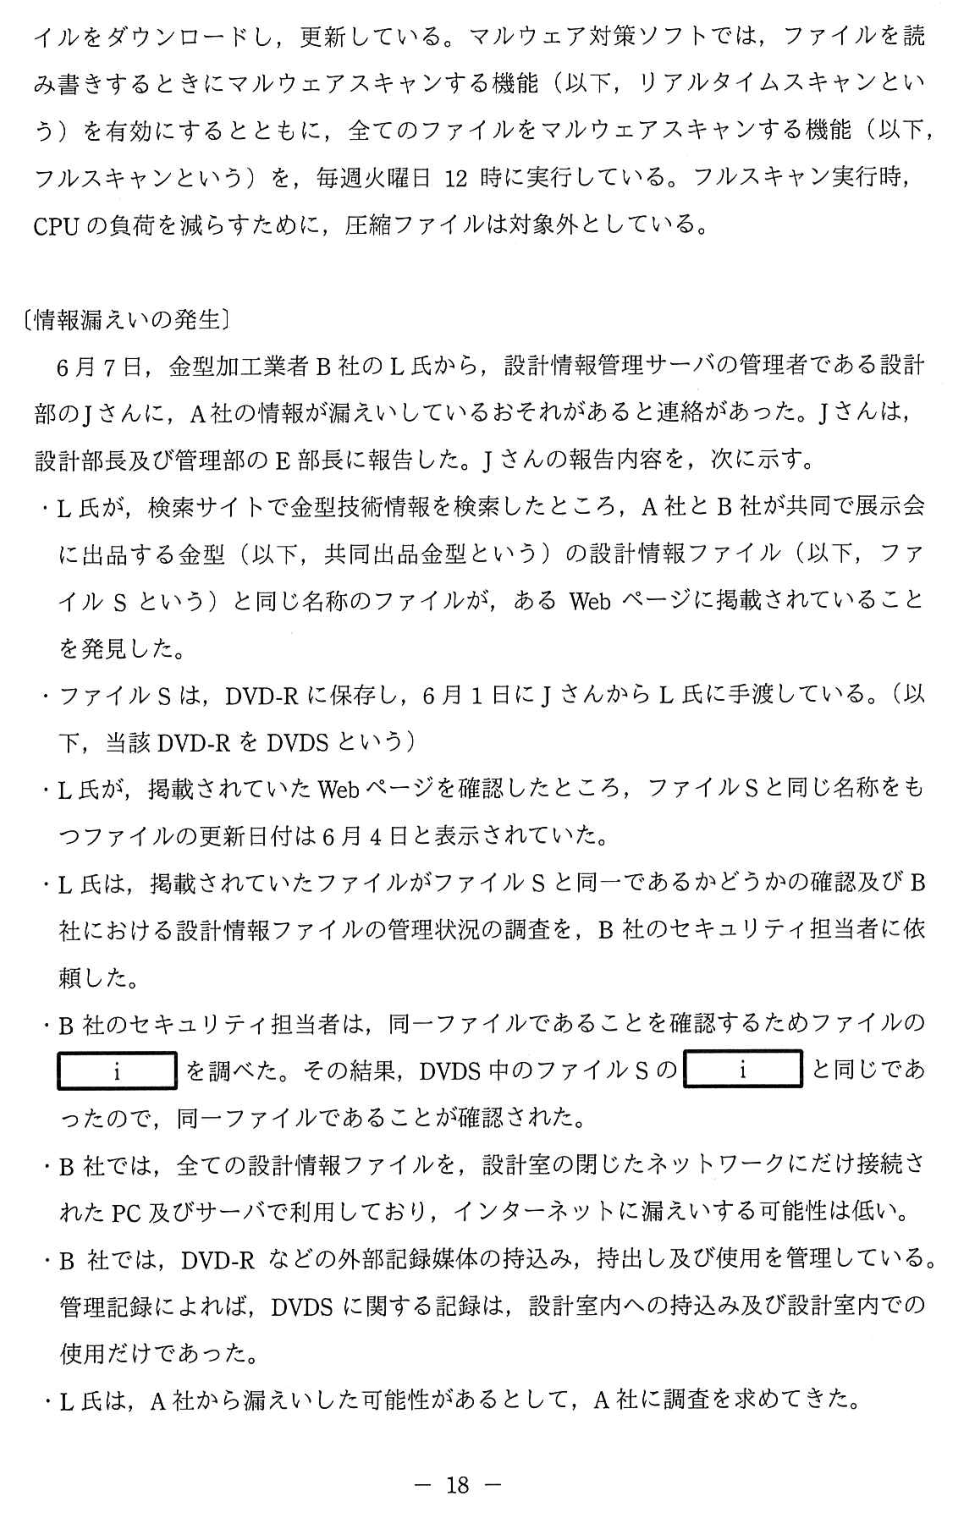 イルをダウンロードし，更新している。マルウェア対策ソフトでは，ファイルを読
み書きするときにマルウェアスキャンする機能（以下，リアルタイムスキャンとい
う）を有効にするとともに，全てのファイルをマルウェアスキャンする機能（以下，
フルスキャンという）を，毎週火曜日 12 時に実行している。フルスキャン実行時，
CPU の負荷を減らすために，圧縮ファイルは対象外としている。
〔情報漏えいの発生〕
6 月 7 日，金型加工業者 B 社の L 氏から，設計情報管理サーバの管理者である設計
部のJさんに，A社の情報が漏えいしているおそれがあると連絡があった。Jさんは，
設計部長及び管理部の E 部長に報告した。J さんの報告内容を，次に示す。
・L 氏が，検索サイトで金型技術情報を検索したところ，A 社と B 社が共同で展示会
に出品する金型（以下，共同出品金型という）の設計情報ファイル（以下，ファ
イル S という）と同じ名称のファイルが，ある Web ページに掲載されていること
を発見した。
・ファイル S は，DVD-R に保存し，6 月 1 日に J さんから L 氏に手渡している。（以
下，当該 DVD-R を DVDS という）
・L 氏が，掲載されていた Web ページを確認したところ，ファイルSと同じ名称をも
つファイルの更新日付は 6 月 4 日と表示されていた。
・L 氏は，掲載されていたファイルがファイル S と同一であるかどうかの確認及び B
社における設計情報ファイルの管理状況の調査を，B 社のセキュリティ担当者に依
頼した。
・B 社のセキュリティ担当者は，同一ファイルであることを確認するためファイルの
i を調べた。その結果，DVDS 中のファイル S の i と同じであ
ったので，同一ファイルであることが確認された。
・B 社では，全ての設計情報ファイルを，設計室の閉じたネットワークにだけ接続さ
れた PC 及びサーバで利用しており，インターネットに漏えいする可能性は低い。
・B 社では，DVD-R などの外部記録媒体の持込み，持出し及び使用を管理している。
管理記録によれば，DVDS に関する記録は，設計室内への持込み及び設計室内での
使用だけであった。
・L 氏は，A 社から漏えいした可能性があるとして，A 社に調査を求めてきた。
－ 18 －